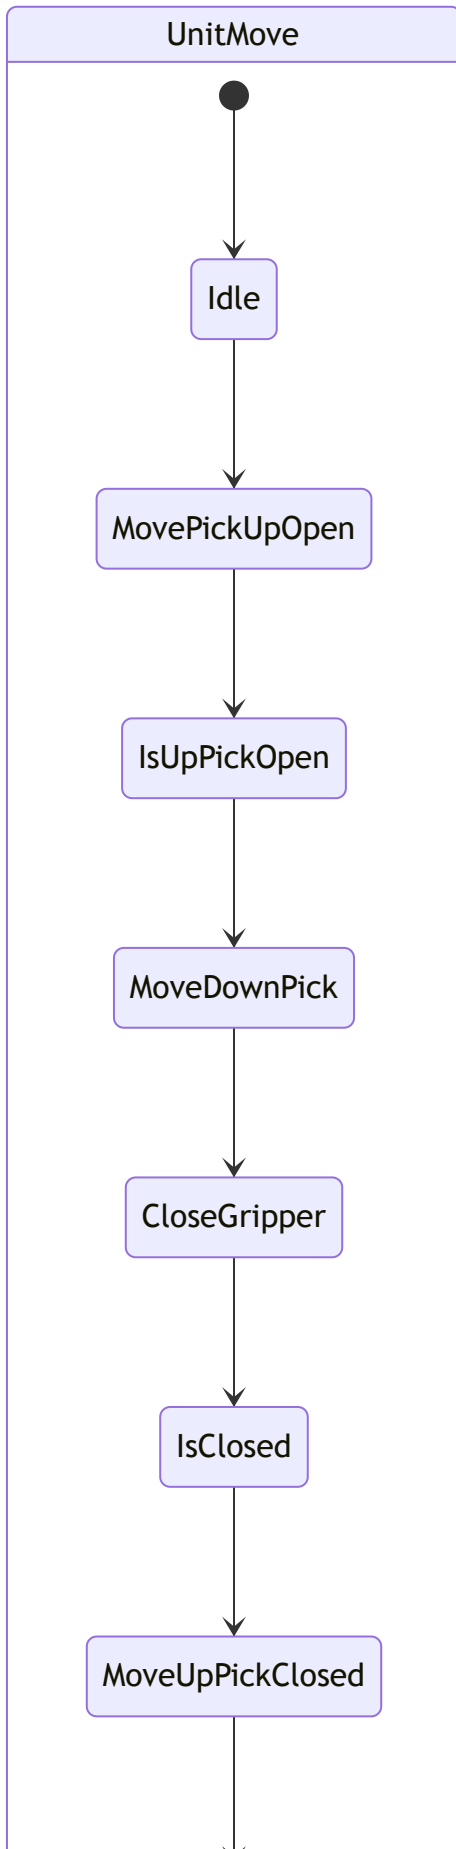 UnitMove
Idle
MovePickUpOpen
IsUpPickOpen
MoveDownPick
CloseGripper
IsClosed
MoveUpPickClosed